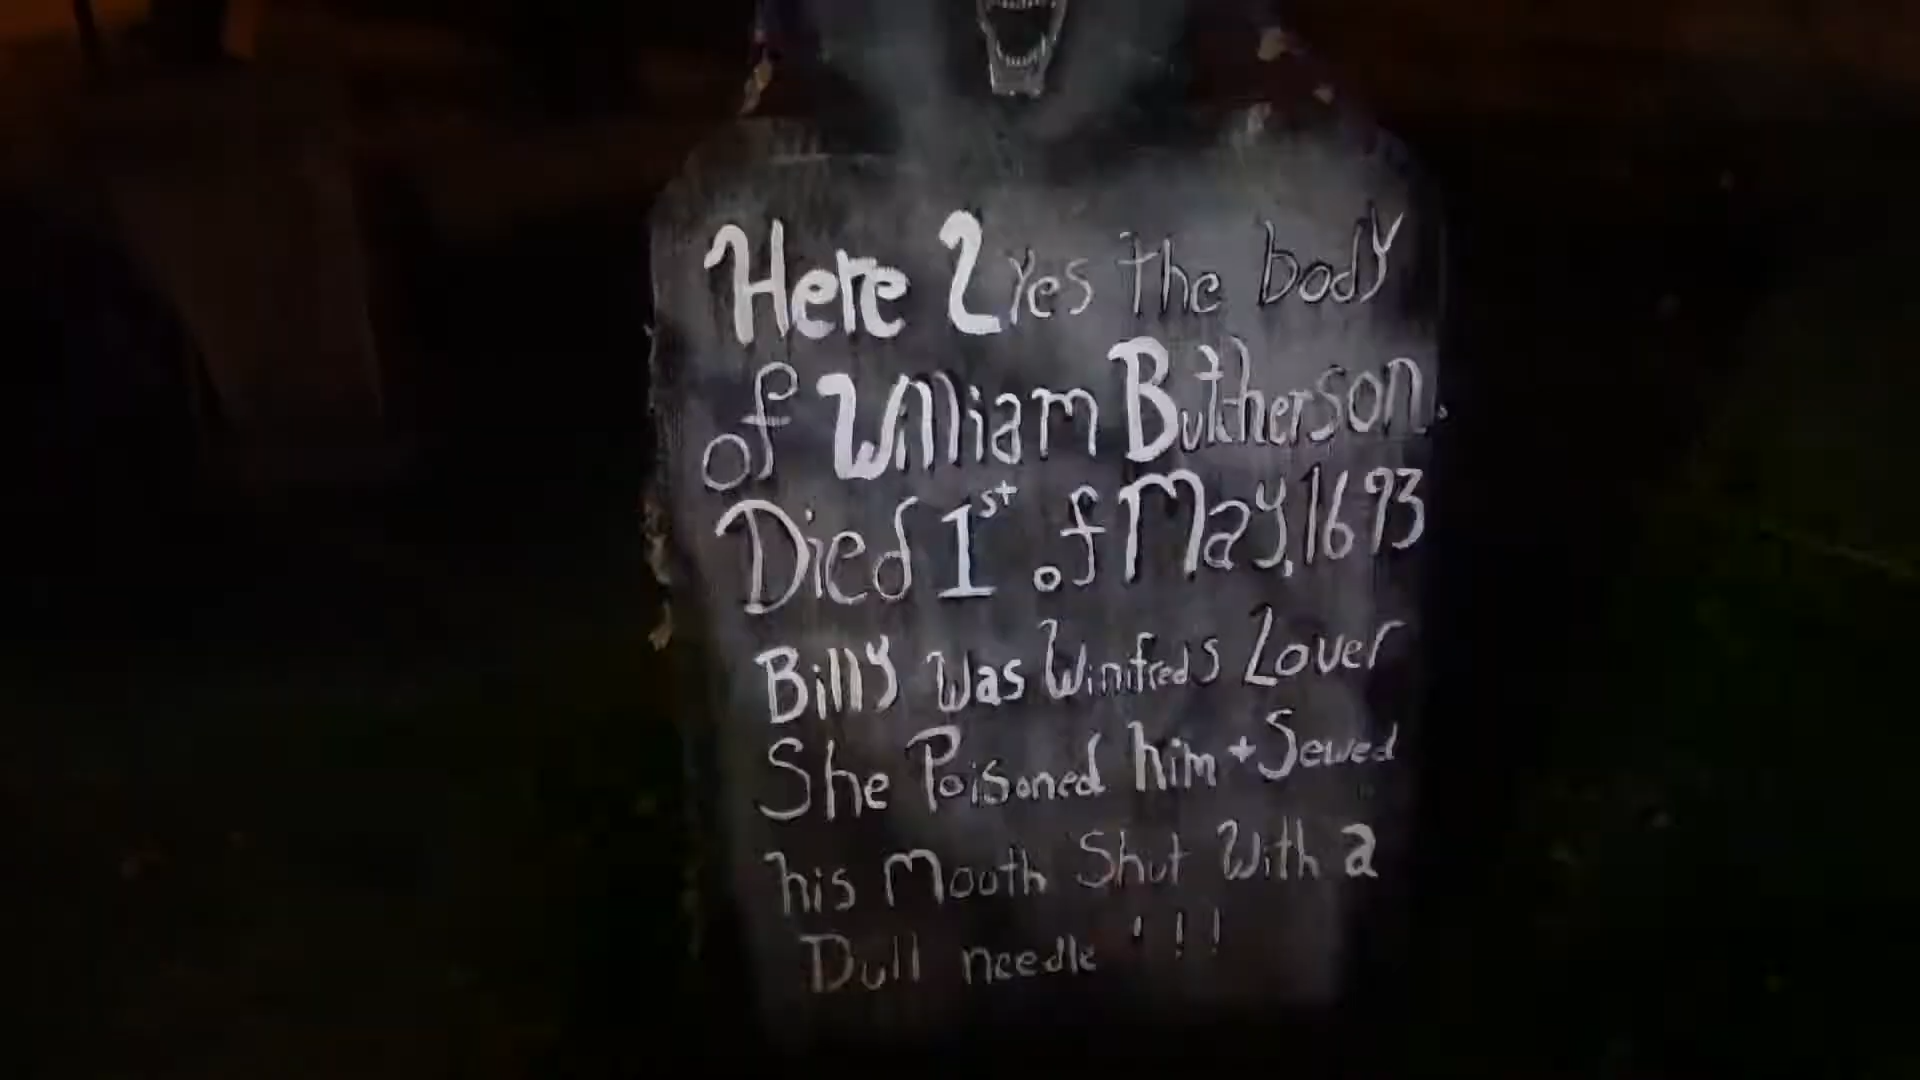 Here Lyes the body
of William Butcherson.
Died 1st of May, 1693
Billy Was Winifreds Lover
She Poisoned him + Sewed
his Mouth Shut With a
Dull needle !!!